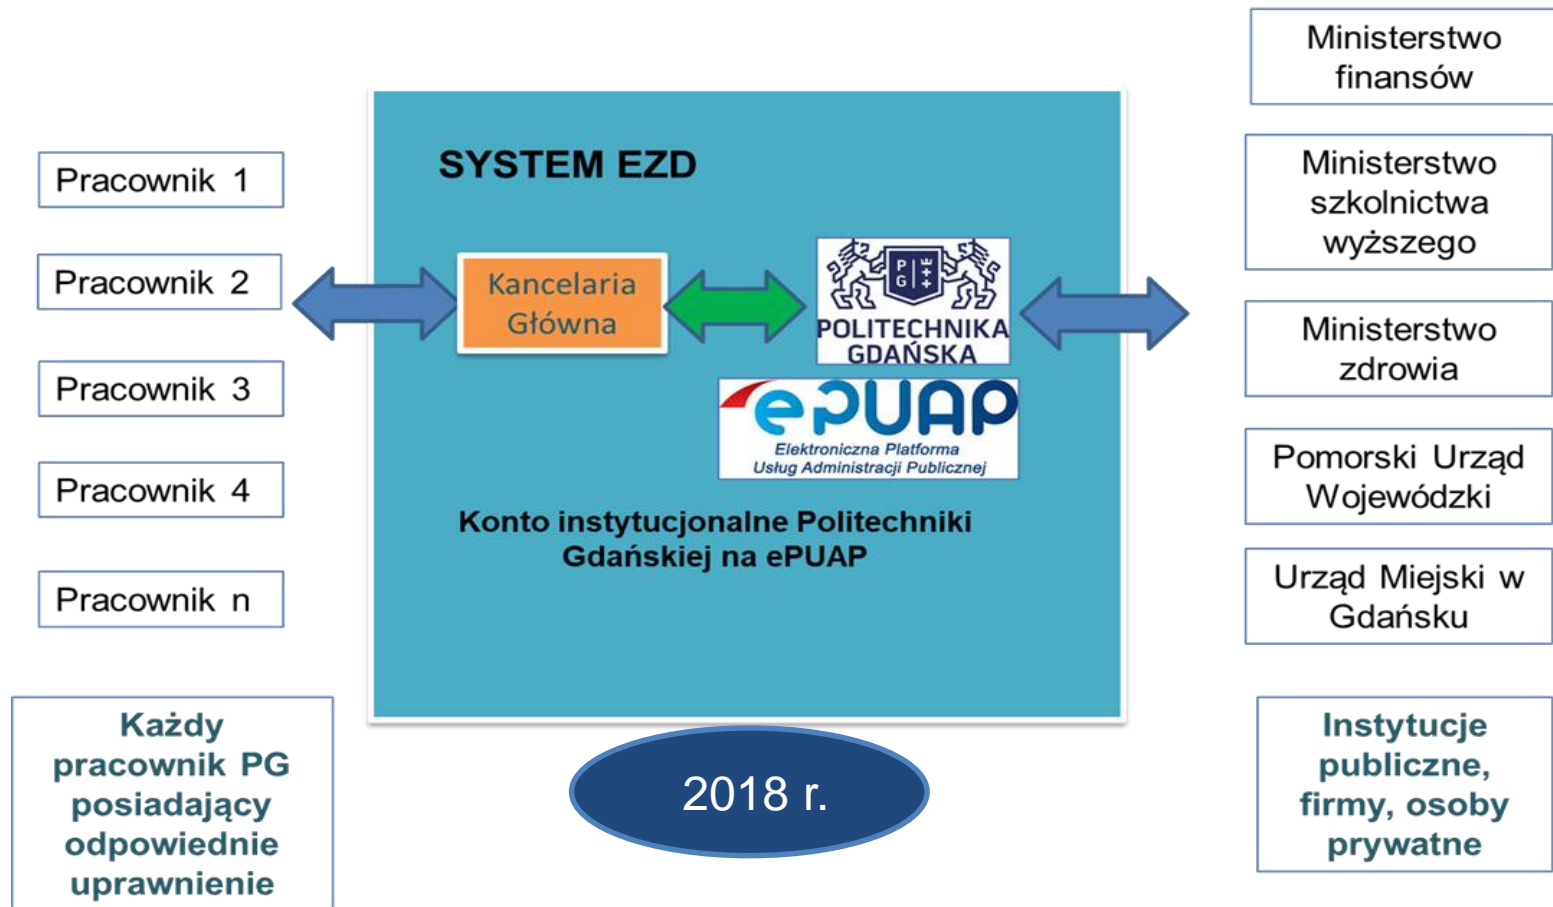 Pracownik 1
Pracownik 2
Pracownik 3
Pracownik 4
Pracownik n
Każdy
pracownik PG
posiadający
odpowiednie
uprawnienie
SYSTEM EZD
Kancelaria
Główna
P G
POLITECHNIKA
GDAŃSKA
ePUAP
Elektroniczna Platforma
Usług Administracji Publicznej
Konto instytucjonalne Politechniki
Gdańskiej na ePUAP
2018 r.
Ministerstwo
finansów
Ministerstwo
szkolnictwa
wyższego
Ministerstwo
zdrowia
Pomorski Urząd
Wojewódzki
Urząd Miejski w
Gdańsku
Instytucje
publiczne,
firmy, osoby
prywatne